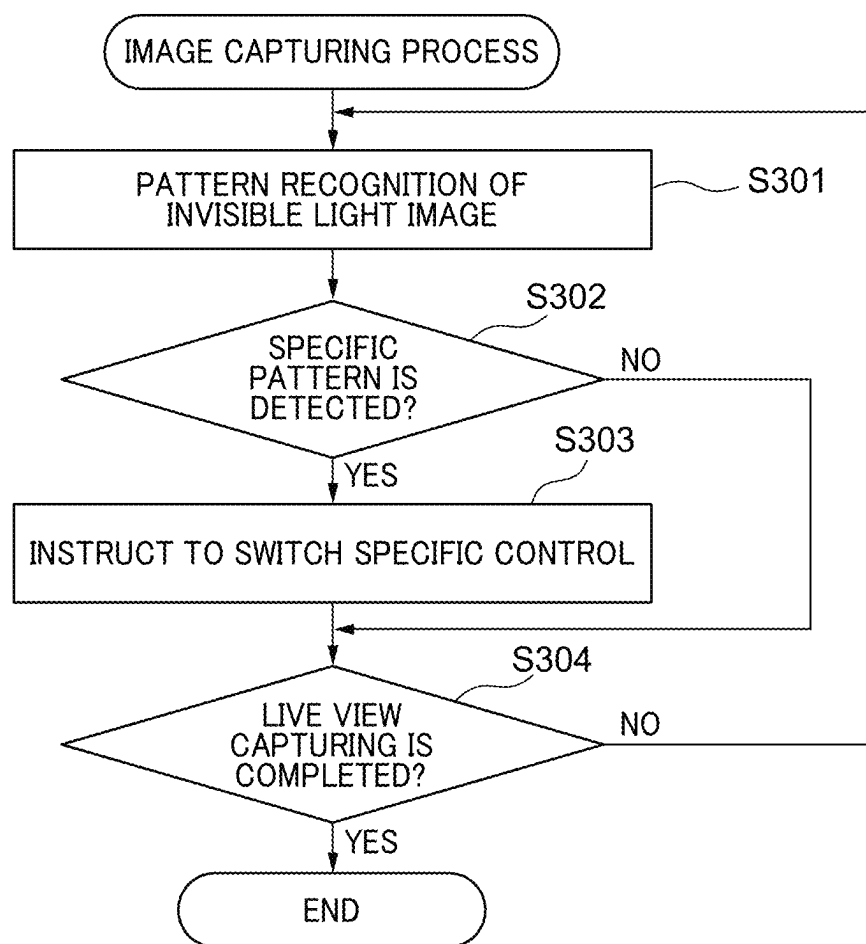 IMAGE CAPTURING PROCESS
PATTERN RECOGNITION OF
INVISIBLE LIGHT IMAGE
S301
S302
SPECIFIC
PATTERN IS
DETECTED?
NO
YES
S303
INSTRUCT TO SWITCH SPECIFIC CONTROL
S304
LIVE VIEW
CAPTURING IS
COMPLETED?
NO
YES
END